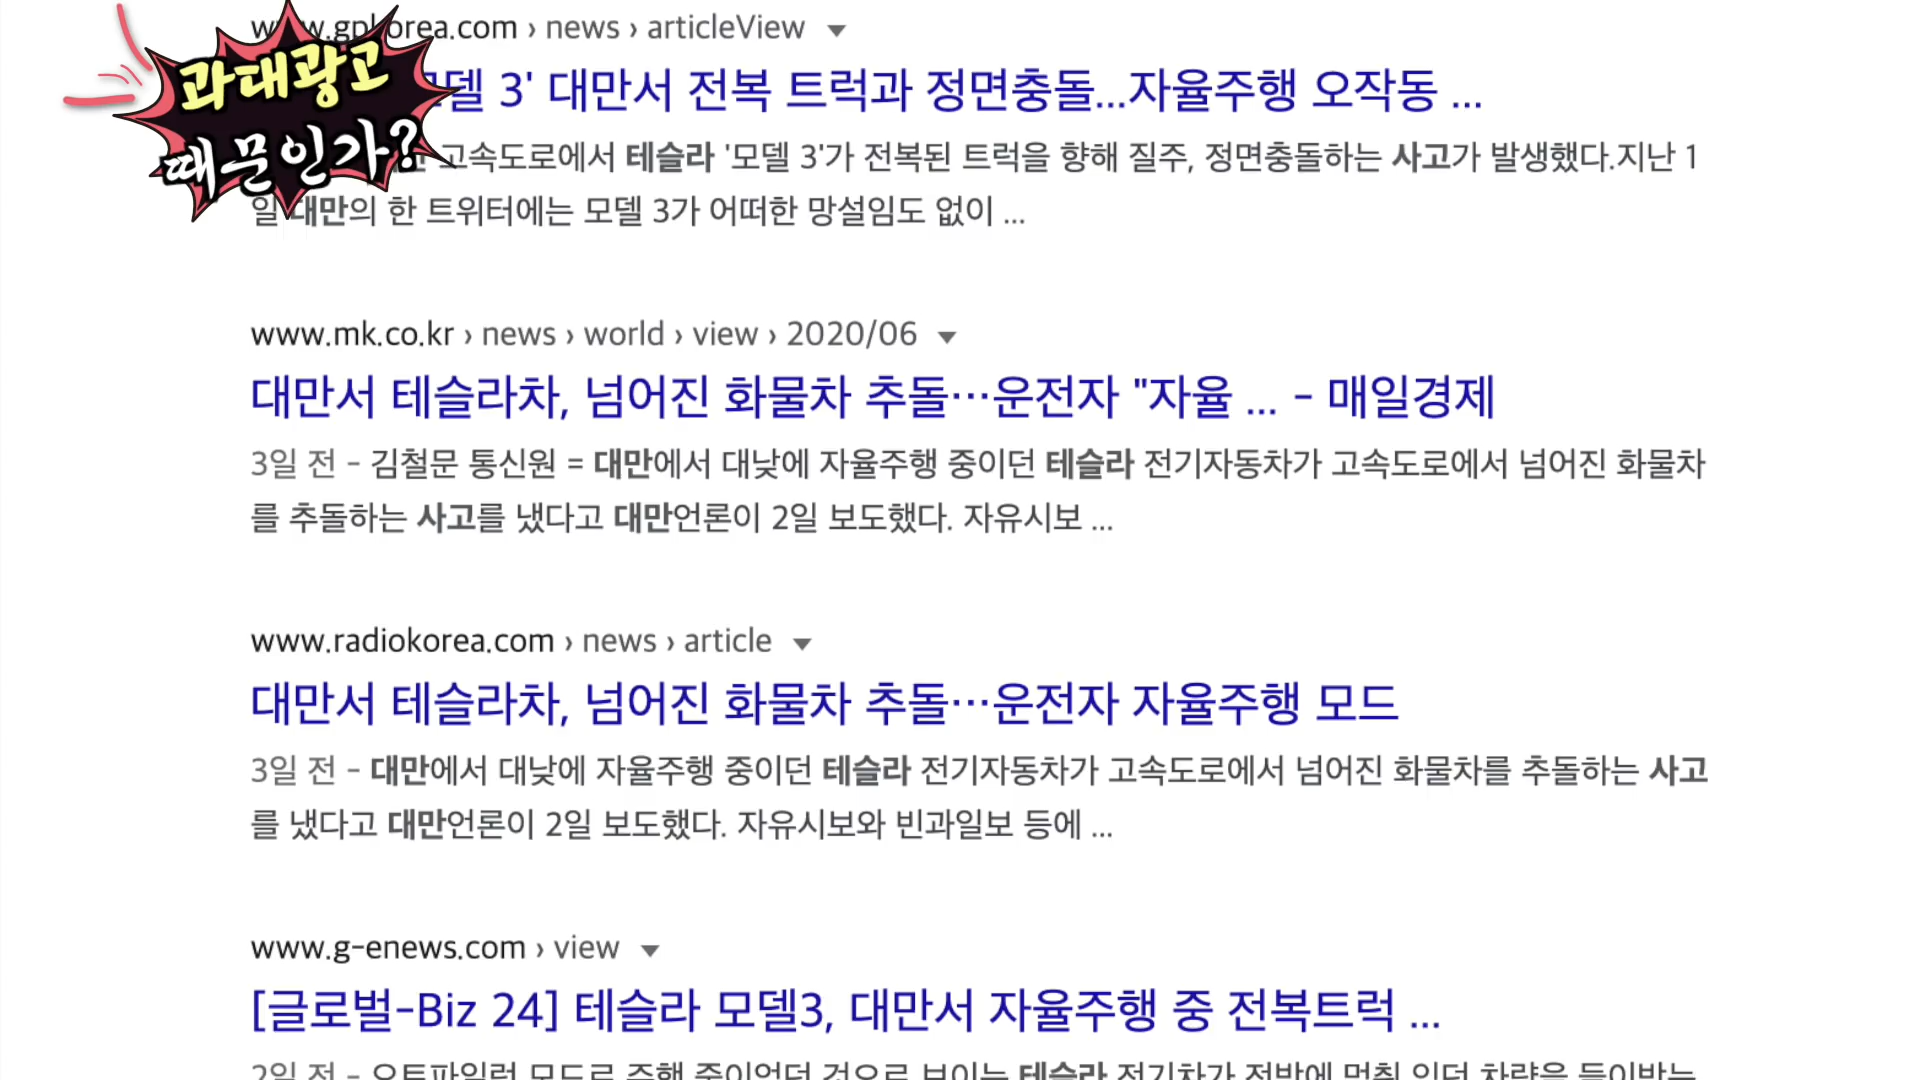 과대광고
때문인가?
www.gpkorea.com › news › articleView
모델 3' 대만서 전복 트럭과 정면충돌...자율주행 오작동 ...
고속도로에서 테슬라 '모델 3'가 전복된 트럭을 향해 질주, 정면충돌하는 사고가 발생했다.지난 1
일 대만의 한 트위터에는 모델 3가 어떠한 망설임도 없이 ...
www.mk.co.kr › news › world › view › 2020/06
대만서 테슬라차, 넘어진 화물차 추돌…운전자 "자율 ... - 매일경제
3일 전 - 김철문 통신원 = 대만에서 대낮에 자율주행 중이던 테슬라 전기자동차가 고속도로에서 넘어진 화물차
를 추돌하는 사고를 냈다고 대만언론이 2일 보도했다. 자유시보 ...
www.radiokorea.com › news › article
대만서 테슬라차, 넘어진 화물차 추돌…운전자 자율주행 모드
3일 전 - 대만에서 대낮에 자율주행 중이던 테슬라 전기자동차가 고속도로에서 넘어진 화물차를 추돌하는 사고
를 냈다고 대만언론이 2일 보도했다. 자유시보와 빈과일보 등에 ...
www.g-enews.com › view
[글로벌-Biz 24] 테슬라 모델3, 대만서 자율주행 중 전복트럭 ...
2일 전 - 오토파일럿 모드로 주행 중이었던 것으로 보이는 테슬라 전기차가 전방에 멈춰 있던 차량을 들이받는